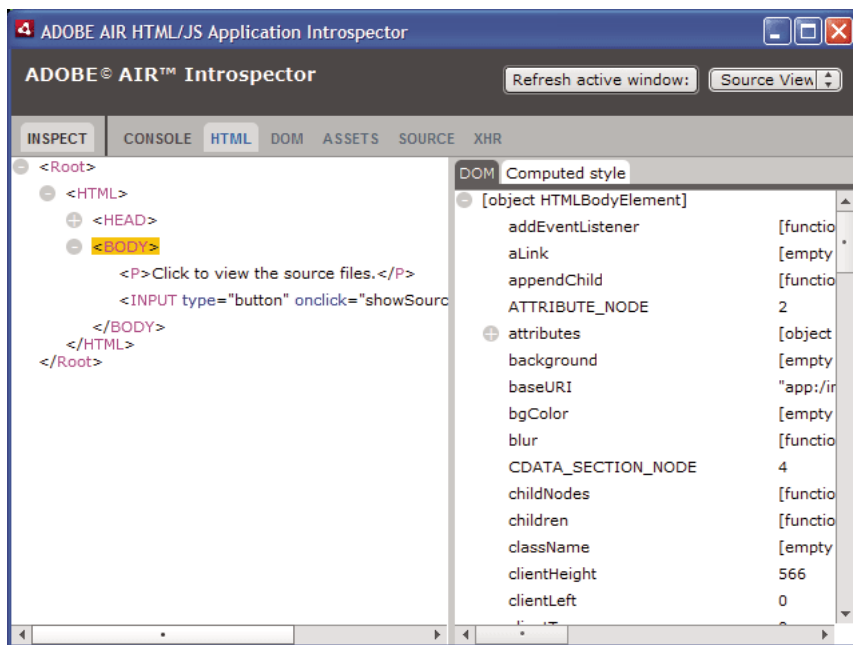 ADOBE AIR HTML/JS Application Introspector
ADOBE© AIR™ Introspector
Refresh active window:
Source View
INSPECT CONSOLE HTML DOM ASSETS SOURCE XHR
<Root>
<HTML>
<HEAD>
<BODY>
<P>Click to view the source files.</P>
<INPUT type="button" onclick="showSourc
</BODY>
</HTML>
</Root>
DOM Computed style
[object HTMLBodyElement]
addEventListener [functio
aLink [empty
appendChild [functio
ATTRIBUTE_NODE 2
attributes [object
background [empty
baseURI "app:/in
bgColor [empty
blur [functio
CDATA_SECTION_NODE 4
childNodes [functio
children [functio
className [empty
clientHeight 566
clientLeft 0